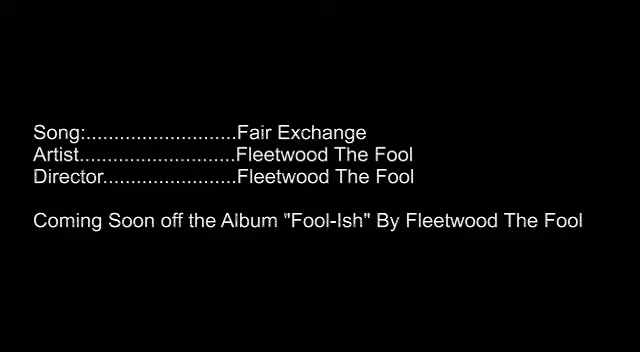 Song:...........................Fair Exchange
Artist............................Fleetwood The Fool
Director........................Fleetwood The Fool
Coming Soon off the Album "Fool-Ish" By Fleetwood The Fool